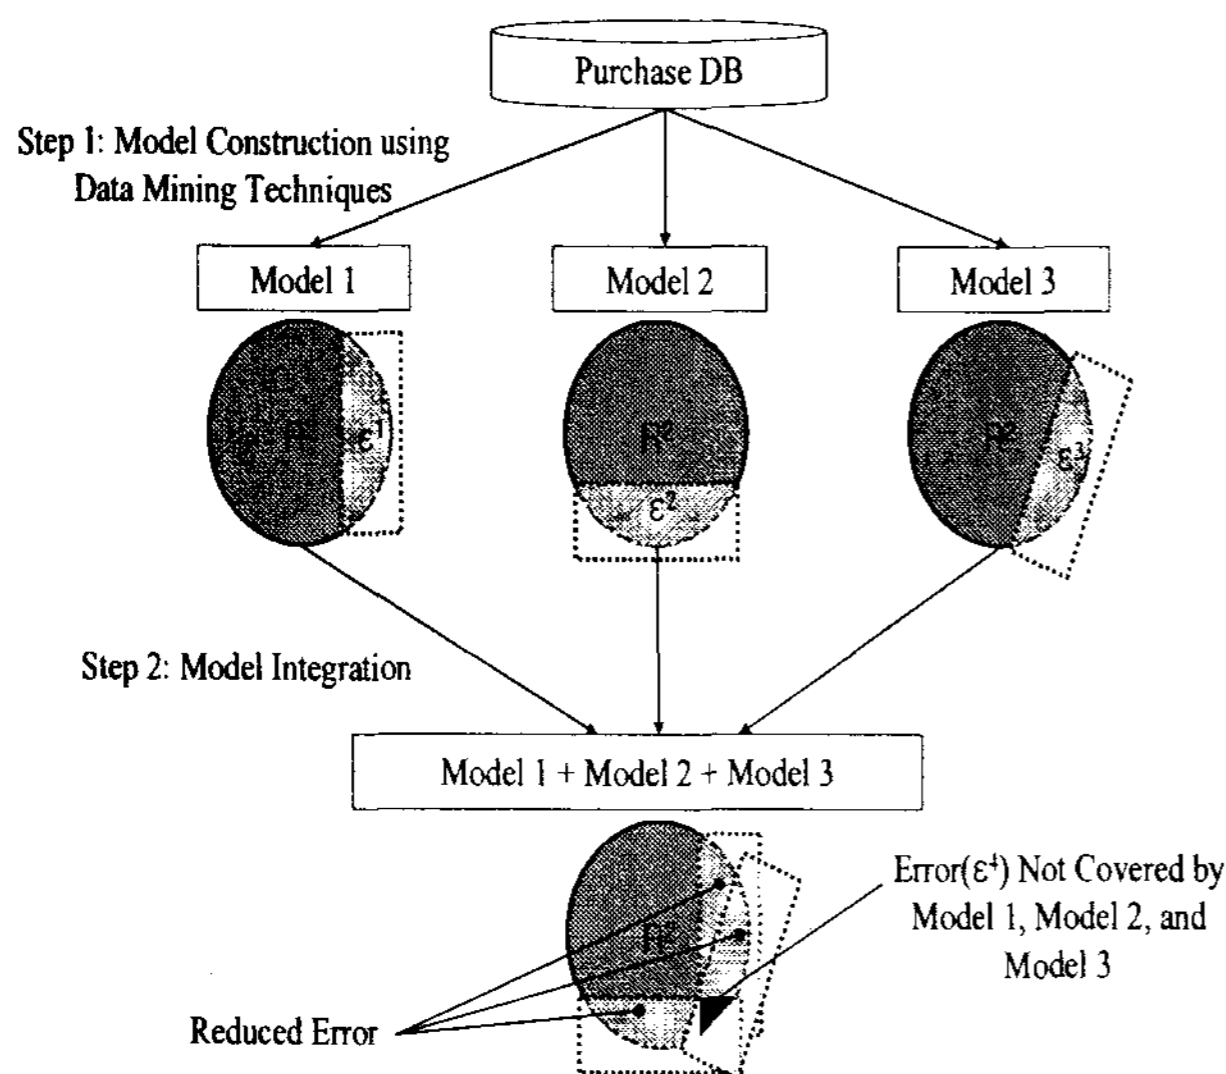 Purchase DB
Step 1: Model Construction using
Data Mining Techniques
Model 1
Model 2
Model 3
ε¹
R²
ε²
R²
ε³
Step 2: Model Integration
Model 1 + Model 2 + Model 3
R²
Error(ε⁴) Not Covered by
Model 1, Model 2, and
Model 3
Reduced Error